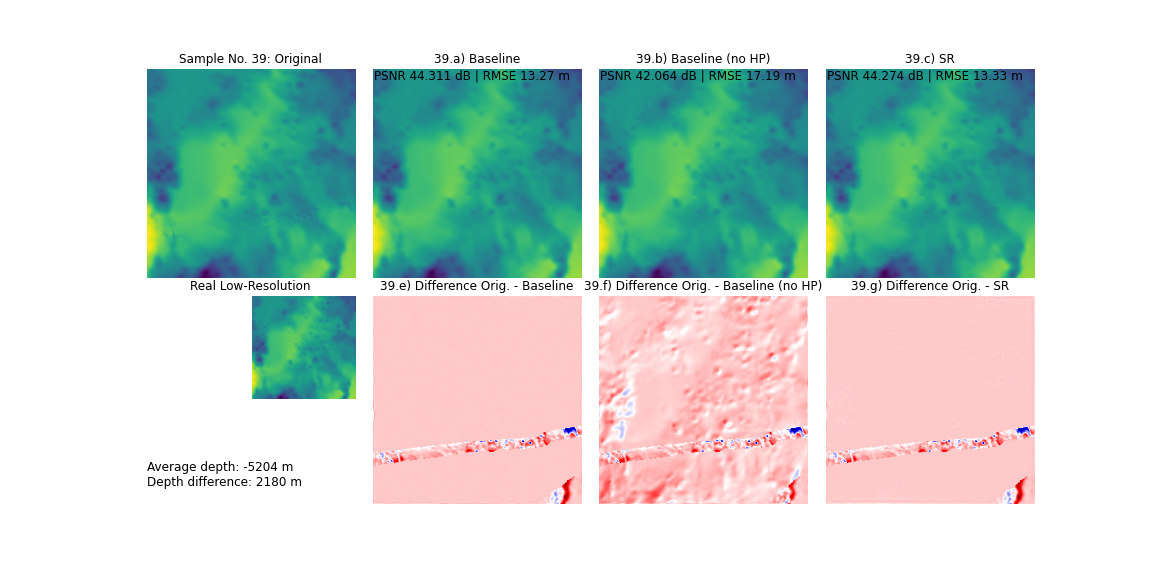 Sample No. 39: Original
39.a) Baseline
39.b) Baseline (no HP)
39.c) SR
PSNR 44.311 dB | RMSE 13.27 m
PSNR 42.064 dB | RMSE 17.19 m
PSNR 44.274 dB | RMSE 13.33 m
Real Low-Resolution
39.e) Difference Orig. - Baseline
39.f) Difference Orig. - Baseline (no HP)
39.g) Difference Orig. - SR
Average depth: -5204 m
Depth difference: 2180 m